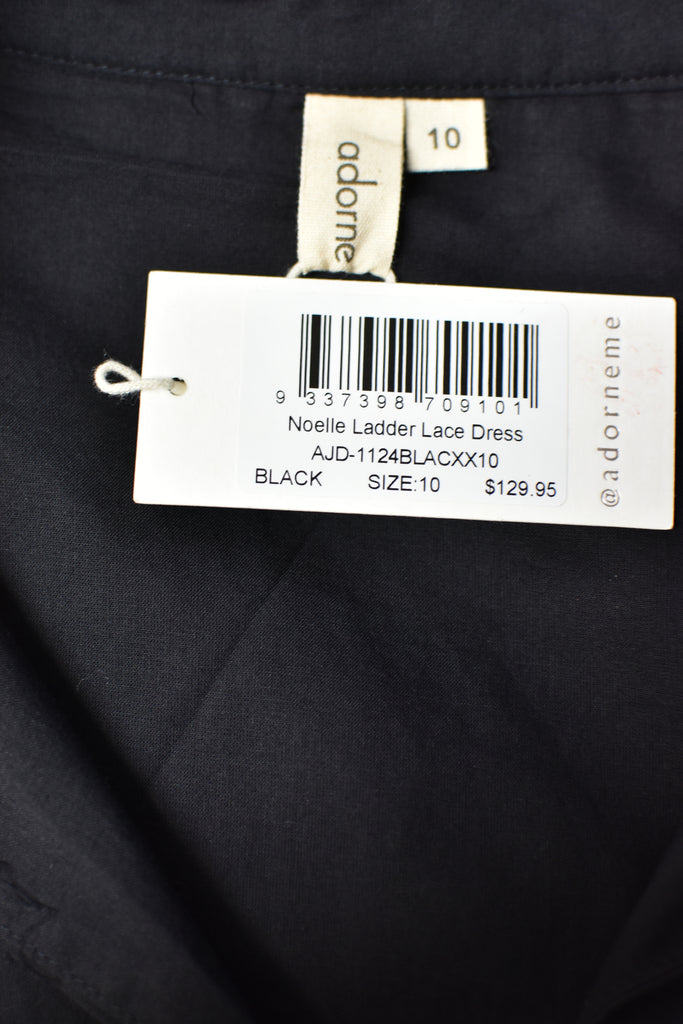 10
adorne
9 337398 709101
Noelle Ladder Lace Dress
AJD-1124BLACXX10
BLACK SIZE:10 $129.95
@adorneme